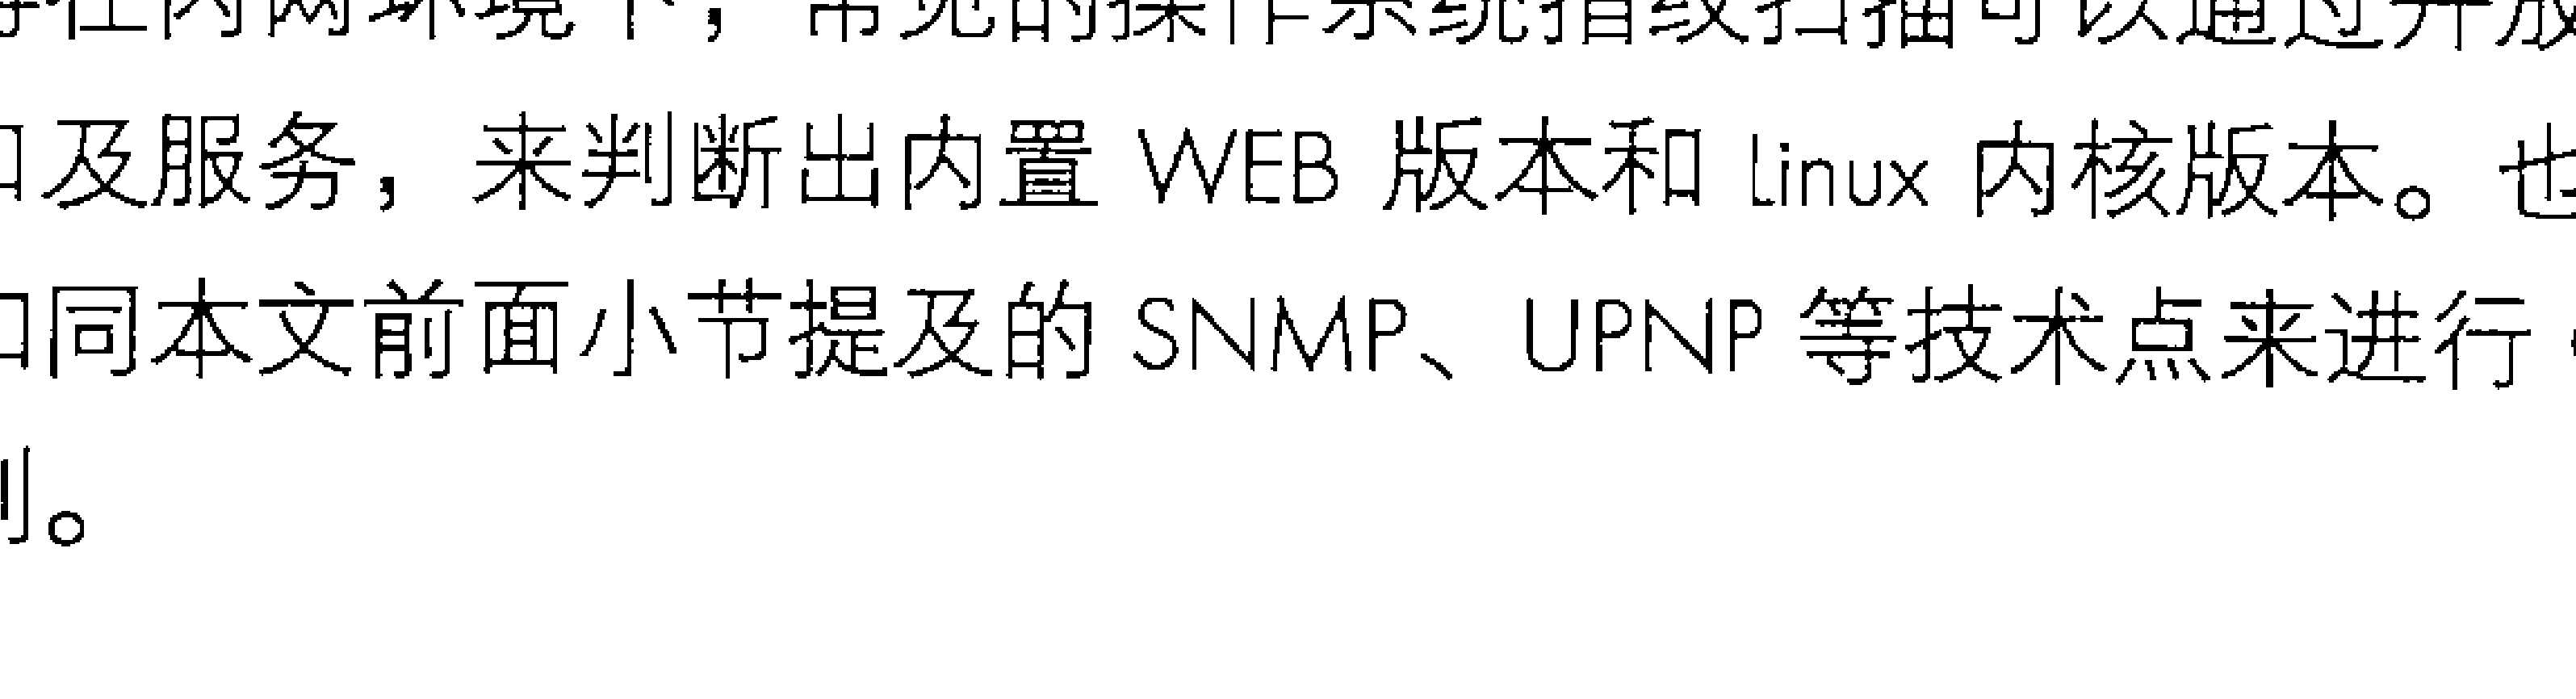 在内网环境下，常见的操作系统指纹扫描可以通过开放
及服务，来判断出内置 WEB 版本和 Linux 内核版本。也
同本文前面小节提及的 SNMP、UPNP 等技术点来进行
。